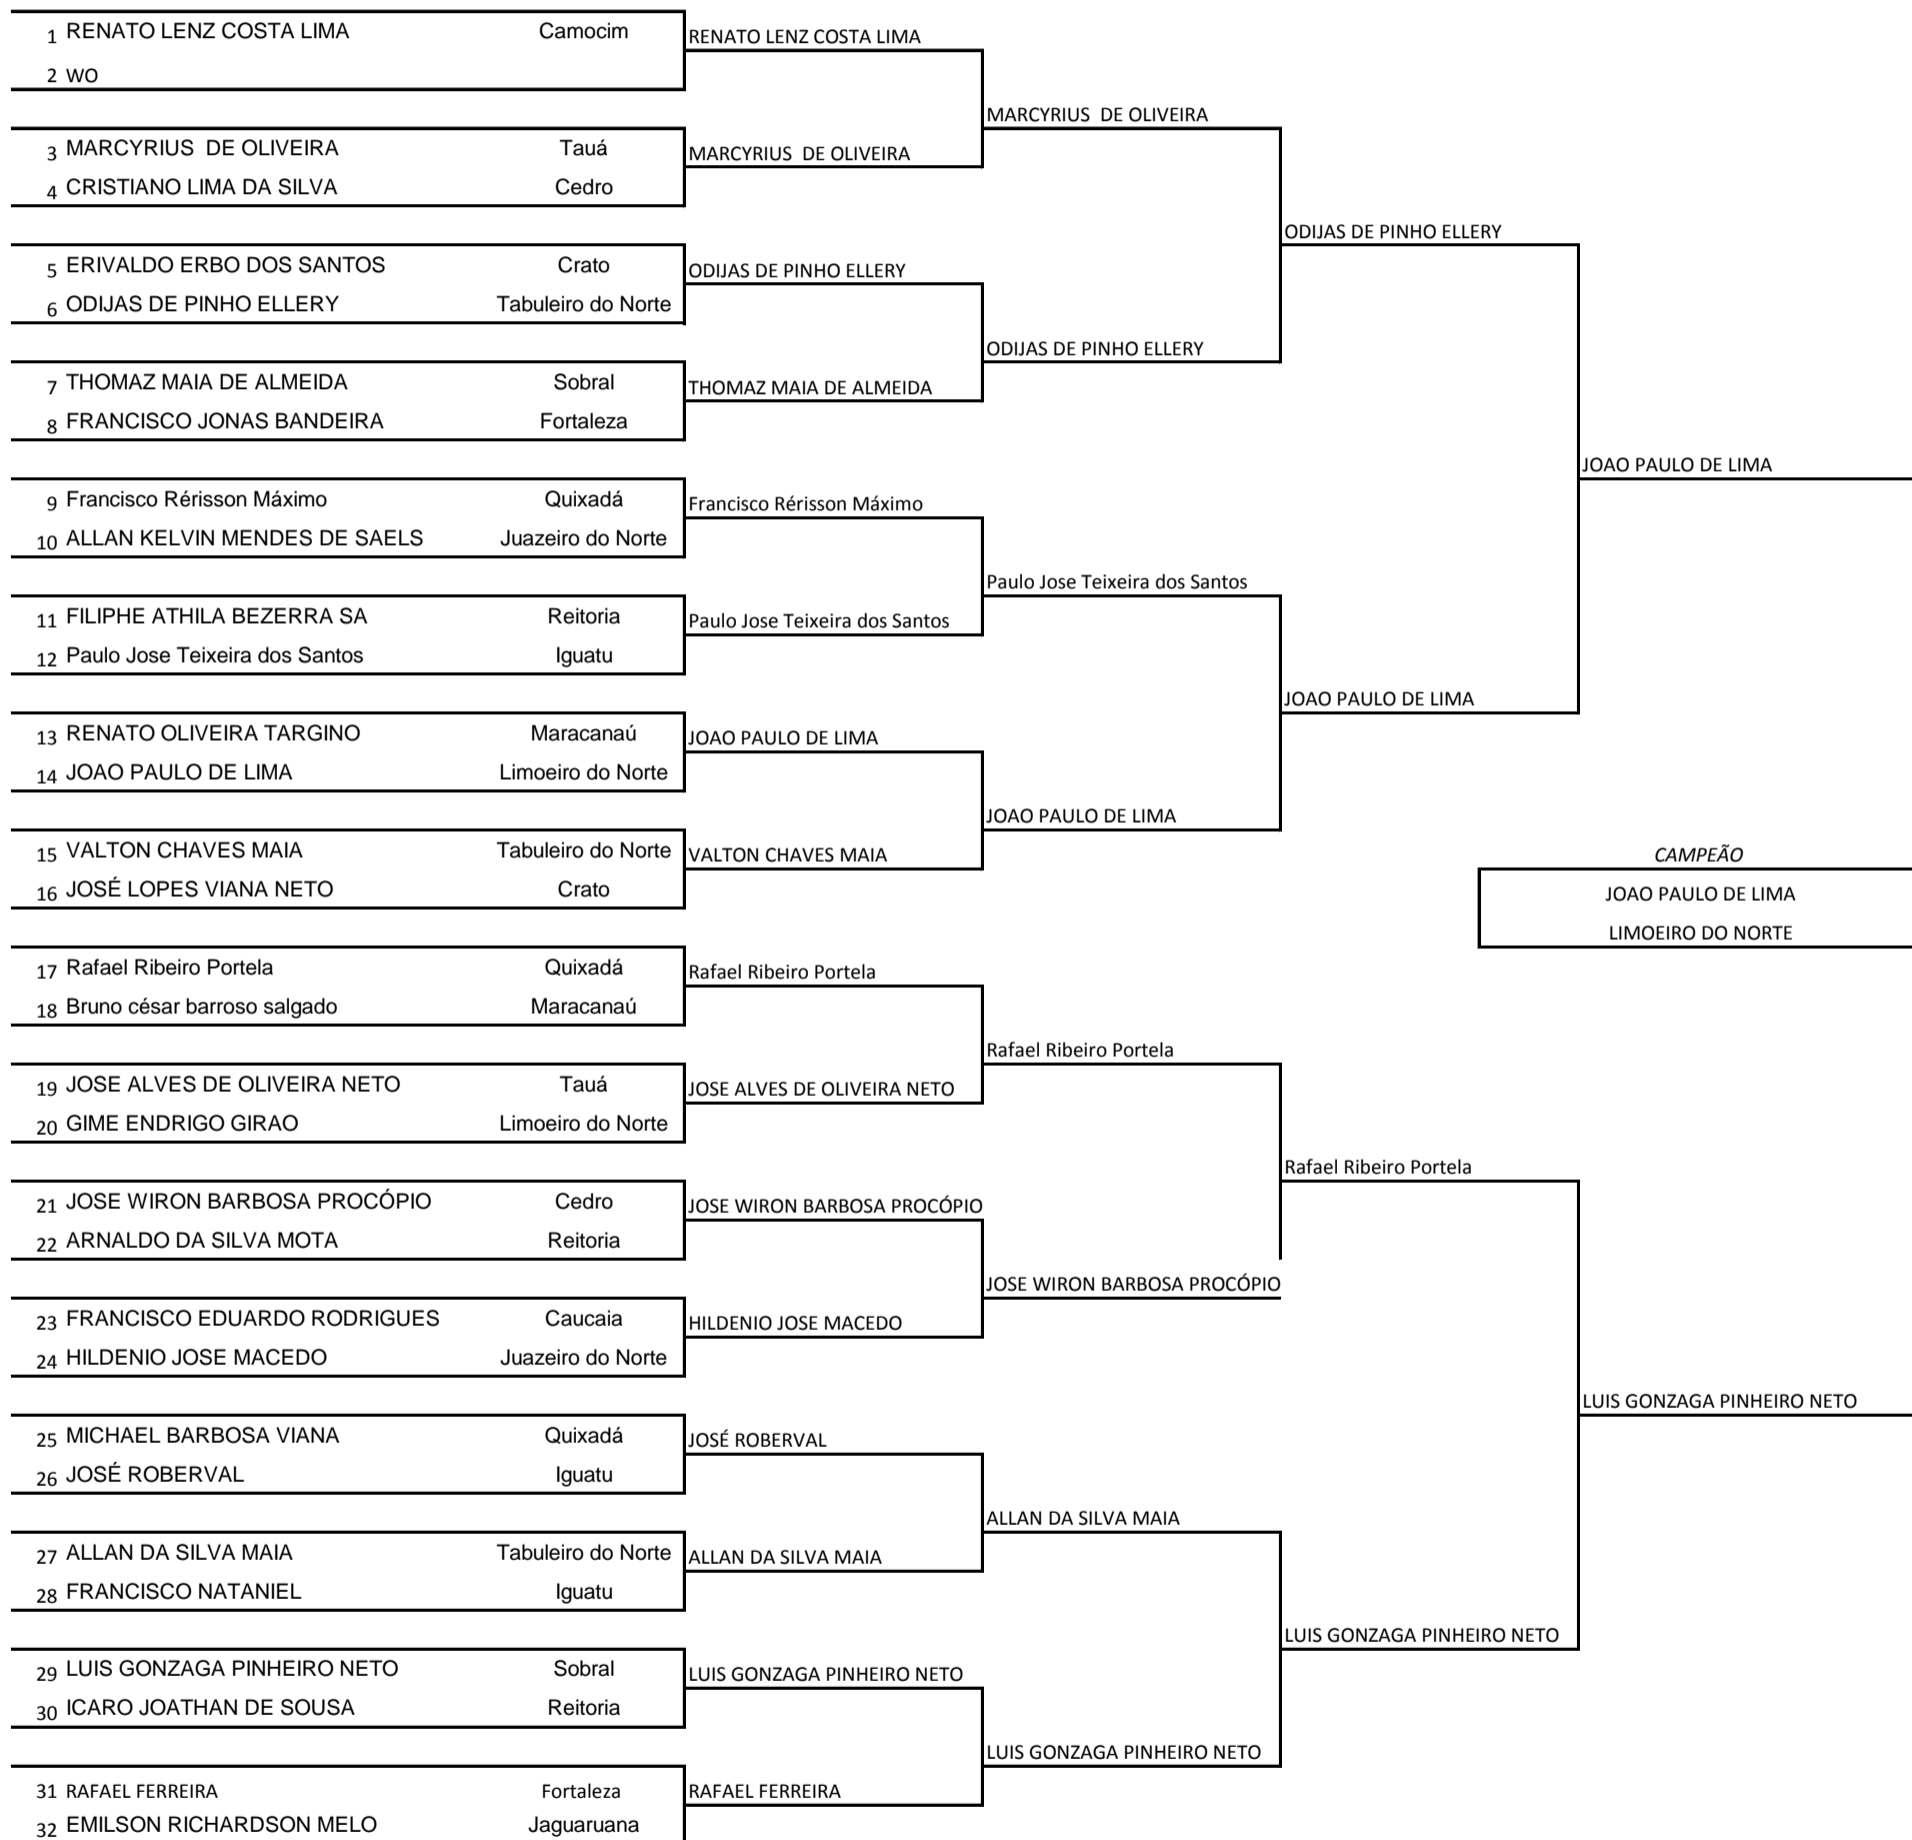 1 RENATO LENZ COSTA LIMA Camocim
2 WO
3 MARCYRIUS DE OLIVEIRA Tauá
4 CRISTIANO LIMA DA SILVA Cedro
5 ERIVALDO ERBO DOS SANTOS Crato
6 ODIJAS DE PINHO ELLERY Tabuleiro do Norte
7 THOMAZ MAIA DE ALMEIDA Sobral
8 FRANCISCO JONAS BANDEIRA Fortaleza
9 Francisco Rérisson Máximo Quixadá
10 ALLAN KELVIN MENDES DE SAELS Juazeiro do Norte
11 FILIPHE ATHILA BEZERRA SA Reitoria
12 Paulo Jose Teixeira dos Santos Iguatu
13 RENATO OLIVEIRA TARGINO Maracanaú
14 JOAO PAULO DE LIMA Limoeiro do Norte
15 VALTON CHAVES MAIA Tabuleiro do Norte
16 JOSÉ LOPES VIANA NETO Crato
17 Rafael Ribeiro Portela Quixadá
18 Bruno césar barroso salgado Maracanaú
19 JOSE ALVES DE OLIVEIRA NETO Tauá
20 GIME ENDRIGO GIRAO Limoeiro do Norte
21 JOSE WIRON BARBOSA PROCÓPIO Cedro
22 ARNALDO DA SILVA MOTA Reitoria
23 FRANCISCO EDUARDO RODRIGUES Caucaia
24 HILDENIO JOSE MACEDO Juazeiro do Norte
25 MICHAEL BARBOSA VIANA Quixadá
26 JOSÉ ROBERVAL Iguatu
27 ALLAN DA SILVA MAIA Tabuleiro do Norte
28 FRANCISCO NATANIEL Iguatu
29 LUIS GONZAGA PINHEIRO NETO Sobral
30 ICARO JOATHAN DE SOUSA Reitoria
31 RAFAEL FERREIRA Fortaleza
32 EMILSON RICHARDSON MELO Jaguaruana
RENATO LENZ COSTA LIMA
MARCYRIUS DE OLIVEIRA
ODIJAS DE PINHO ELLERY
THOMAZ MAIA DE ALMEIDA
Francisco Rérisson Máximo
Paulo Jose Teixeira dos Santos
JOAO PAULO DE LIMA
VALTON CHAVES MAIA
Rafael Ribeiro Portela
JOSE ALVES DE OLIVEIRA NETO
JOSE WIRON BARBOSA PROCÓPIO
HILDENIO JOSE MACEDO
JOSÉ ROBERVAL
ALLAN DA SILVA MAIA
LUIS GONZAGA PINHEIRO NETO
RAFAEL FERREIRA
MARCYRIUS DE OLIVEIRA
ODIJAS DE PINHO ELLERY
Paulo Jose Teixeira dos Santos
JOAO PAULO DE LIMA
Rafael Ribeiro Portela
JOSE WIRON BARBOSA PROCÓPIO
ALLAN DA SILVA MAIA
LUIS GONZAGA PINHEIRO NETO
ODIJAS DE PINHO ELLERY
JOAO PAULO DE LIMA
Rafael Ribeiro Portela
LUIS GONZAGA PINHEIRO NETO
JOAO PAULO DE LIMA
LUIS GONZAGA PINHEIRO NETO
CAMPEÃO
JOAO PAULO DE LIMA
LIMOEIRO DO NORTE